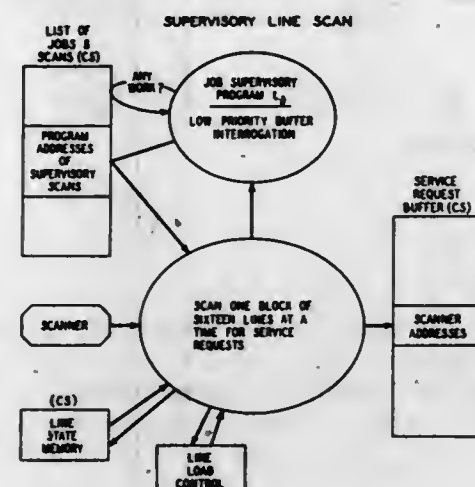 SUPERVISORY LINE SCAN
LIST OF
JOBS &
SCANS (CS)
ANY
WORK?
JOB SUPERVISORY
PROGRAM
LOW PRIORITY BUFFER
INTERROGATION
PROGRAM
ADDRESSES
OF
SUPERVISORY
SCANS
SERVICE
REQUEST
BUFFER (CS)
SCAN ONE BLOCK OF
SIXTEEN LINES AT A
TIME FOR SERVICE
REQUESTS
SCANNER
SCANNER
ADDRESSES
(CS)
LINE
STATE
MEMORY
LINE
LOAD
CONTROL